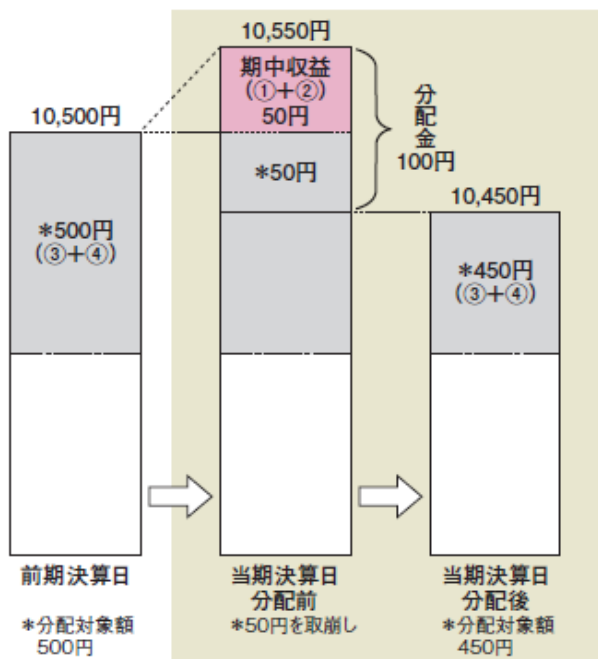 10,550円
期中収益
(①+②)
50円
分配金
100円
10,500円
*50円
10,450円
*500円
(③+④)
*450円
(③+④)
前期決算日
*分配対象額
500円
当期決算日
分配前
*50円を取崩し
当期決算日
分配後
*分配対象額
450円